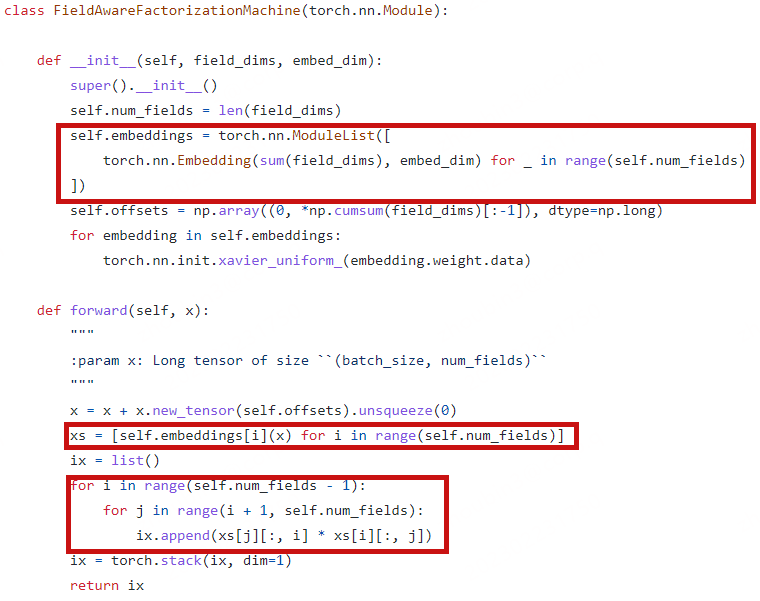 class FieldAwareFactorizationMachine(torch.nn.Module):
    def __init__(self, field_dims, embed_dim):
        super().__init__()
        self.num_fields = len(field_dims)
        self.embeddings = torch.nn.ModuleList([
            torch.nn.Embedding(sum(field_dims), embed_dim) for _ in range(self.num_fields)
        ])
        self.offsets = np.array((0, *np.cumsum(field_dims)[:-1]), dtype=np.long)
        for embedding in self.embeddings:
            torch.nn.init.xavier_uniform_(embedding.weight.data)
    def forward(self, x):
        """
        :param x: Long tensor of size ``(batch_size, num_fields)``
        """
        x = x + x.new_tensor(self.offsets).unsqueeze(0)
        xs = [self.embeddings[i](x) for i in range(self.num_fields)]
        ix = list()
        for i in range(self.num_fields - 1):
            for j in range(i + 1, self.num_fields):
                ix.append(xs[j][:, i] * xs[i][:, j])
        ix = torch.stack(ix, dim=1)
        return ix